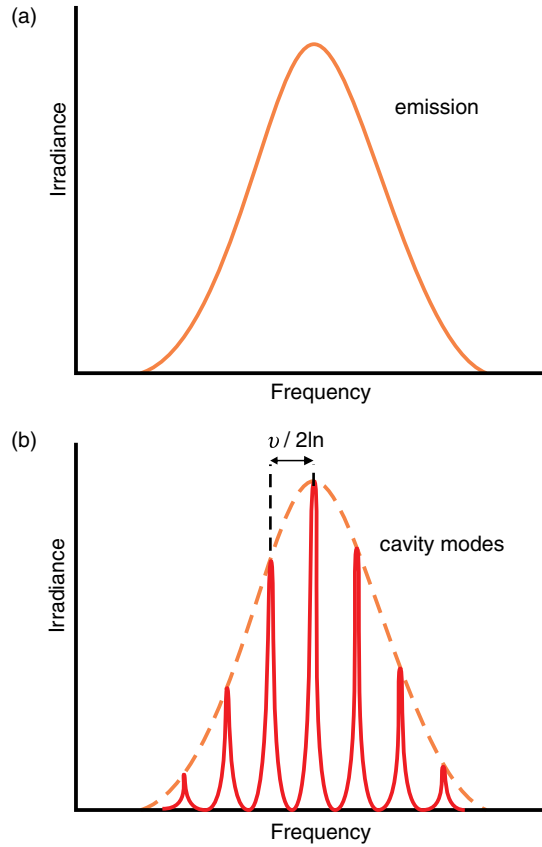 (a)
emission
Irradiance
Frequency
(b)
υ / 2ln
cavity modes
Irradiance
Frequency